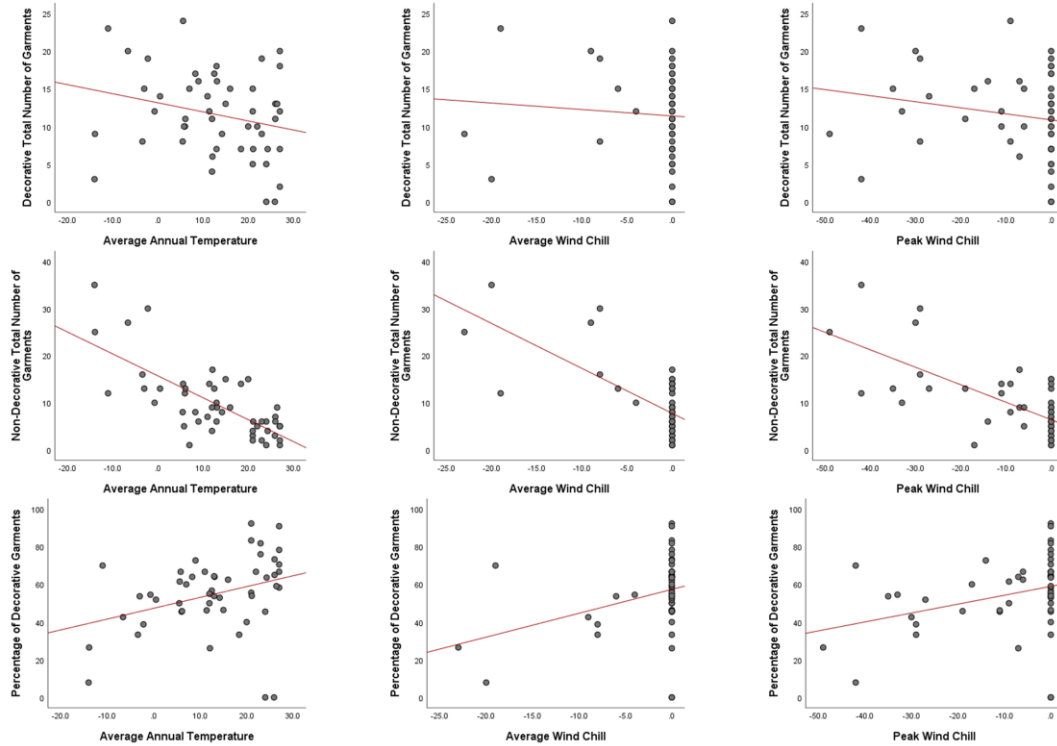 Decorative Total Number of Garments
25
20
15
10
5
0
-20.0 -10.0 .0 10.0 20.0 30.0
Average Annual Temperature
Decorative Total Number of Garments
25
20
15
10
5
0
-25.0 -20.0 -15.0 -10.0 -5.0 .0
Average Wind Chill
Decorative Total Number of Garments
25
20
15
10
5
0
-50.0 -40.0 -30.0 -20.0 -10.0 .0
Peak Wind Chill
Non-Decorative Total Number of
Garments
40
30
20
10
0
-20.0 -10.0 .0 10.0 20.0 30.0
Average Annual Temperature
Non-Decorative Total Number of
Garments
40
30
20
10
0
-25.0 -20.0 -15.0 -10.0 -5.0 .0
Average Wind Chill
Non-Decorative Total Number of
Garments
40
30
20
10
0
-50.0 -40.0 -30.0 -20.0 -10.0 .0
Peak Wind Chill
Percentage of Decorative Garments
100
80
60
40
20
0
-20.0 -10.0 .0 10.0 20.0 30.0
Average Annual Temperature
Percentage of Decorative Garments
100
80
60
40
20
0
-25.0 -20.0 -15.0 -10.0 -5.0 .0
Average Wind Chill
Percentage of Decorative Garments
100
80
60
40
20
0
-50.0 -40.0 -30.0 -20.0 -10.0 .0
Peak Wind Chill